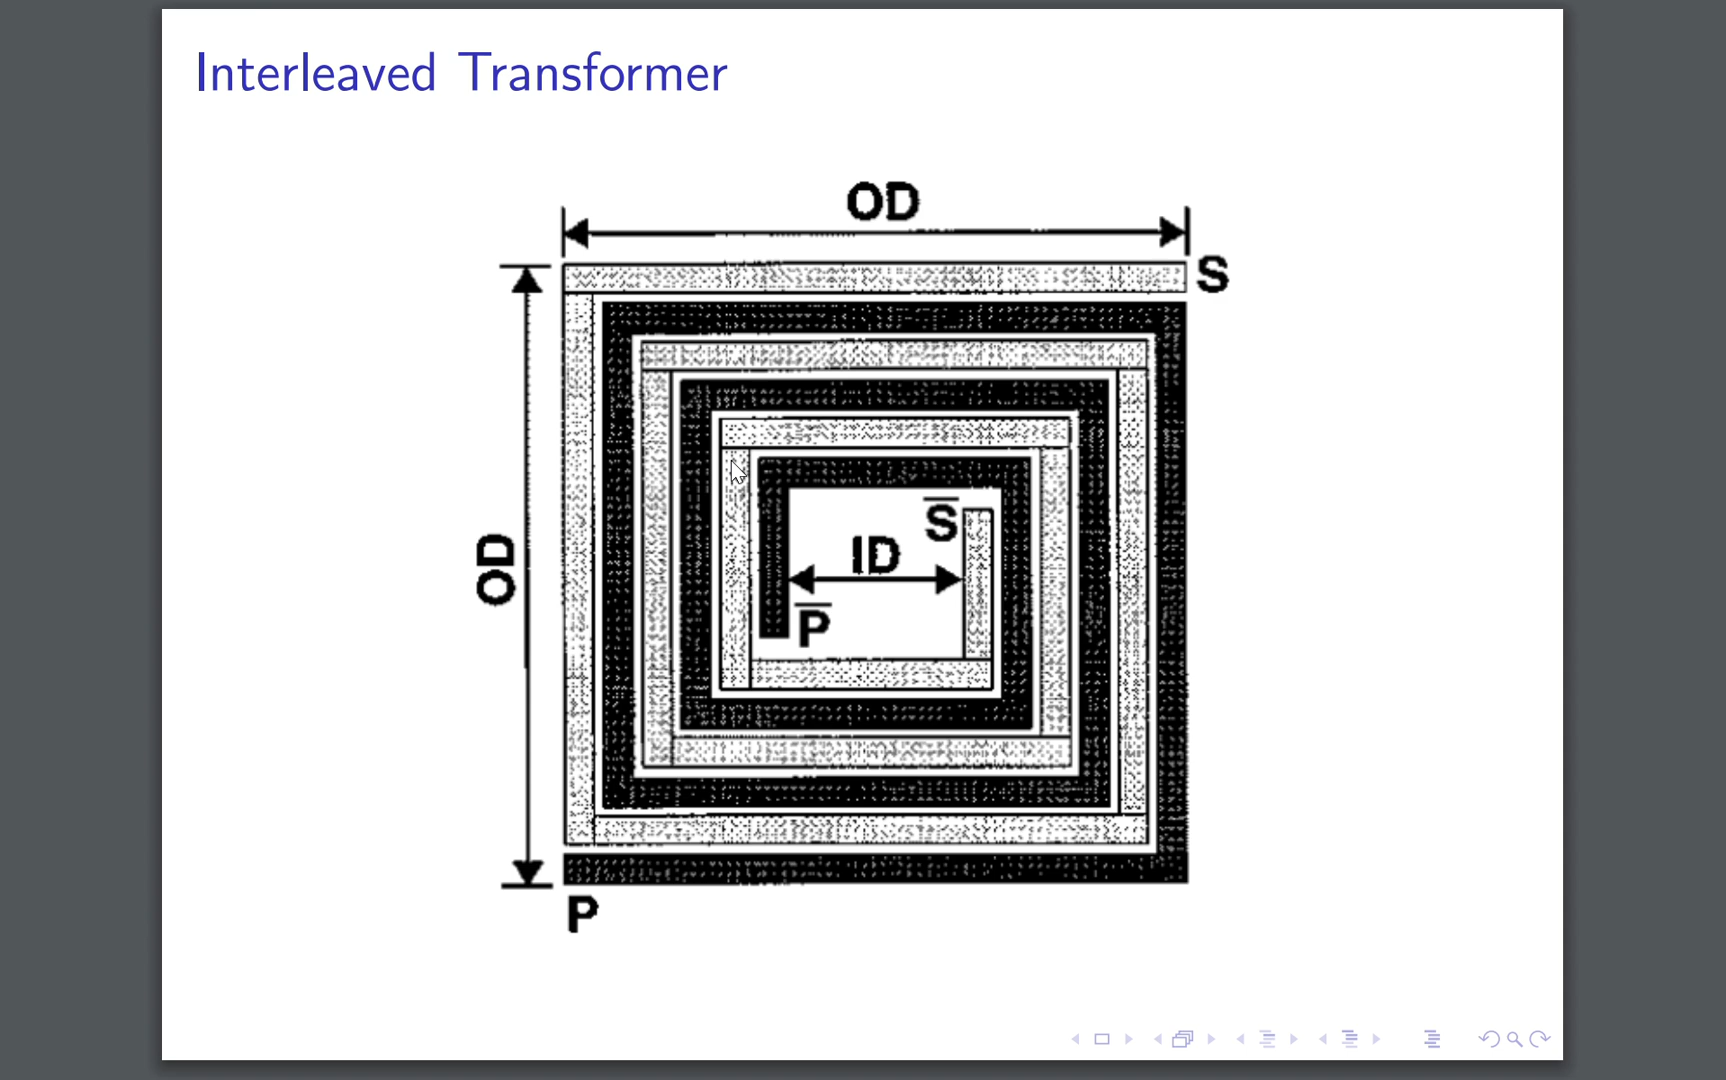 Interleaved Transformer
OD
S
OD
S̅
ID
P̅
P